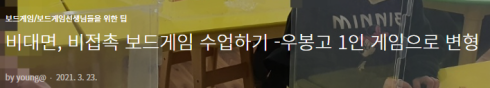 보드게임/보드게임선생님들을 위한 팁
MINNIE
비대면, 비접촉 보드게임 수업하기 -우봉고 1인 게임으로 변형
by young@ · 2021. 3. 23.